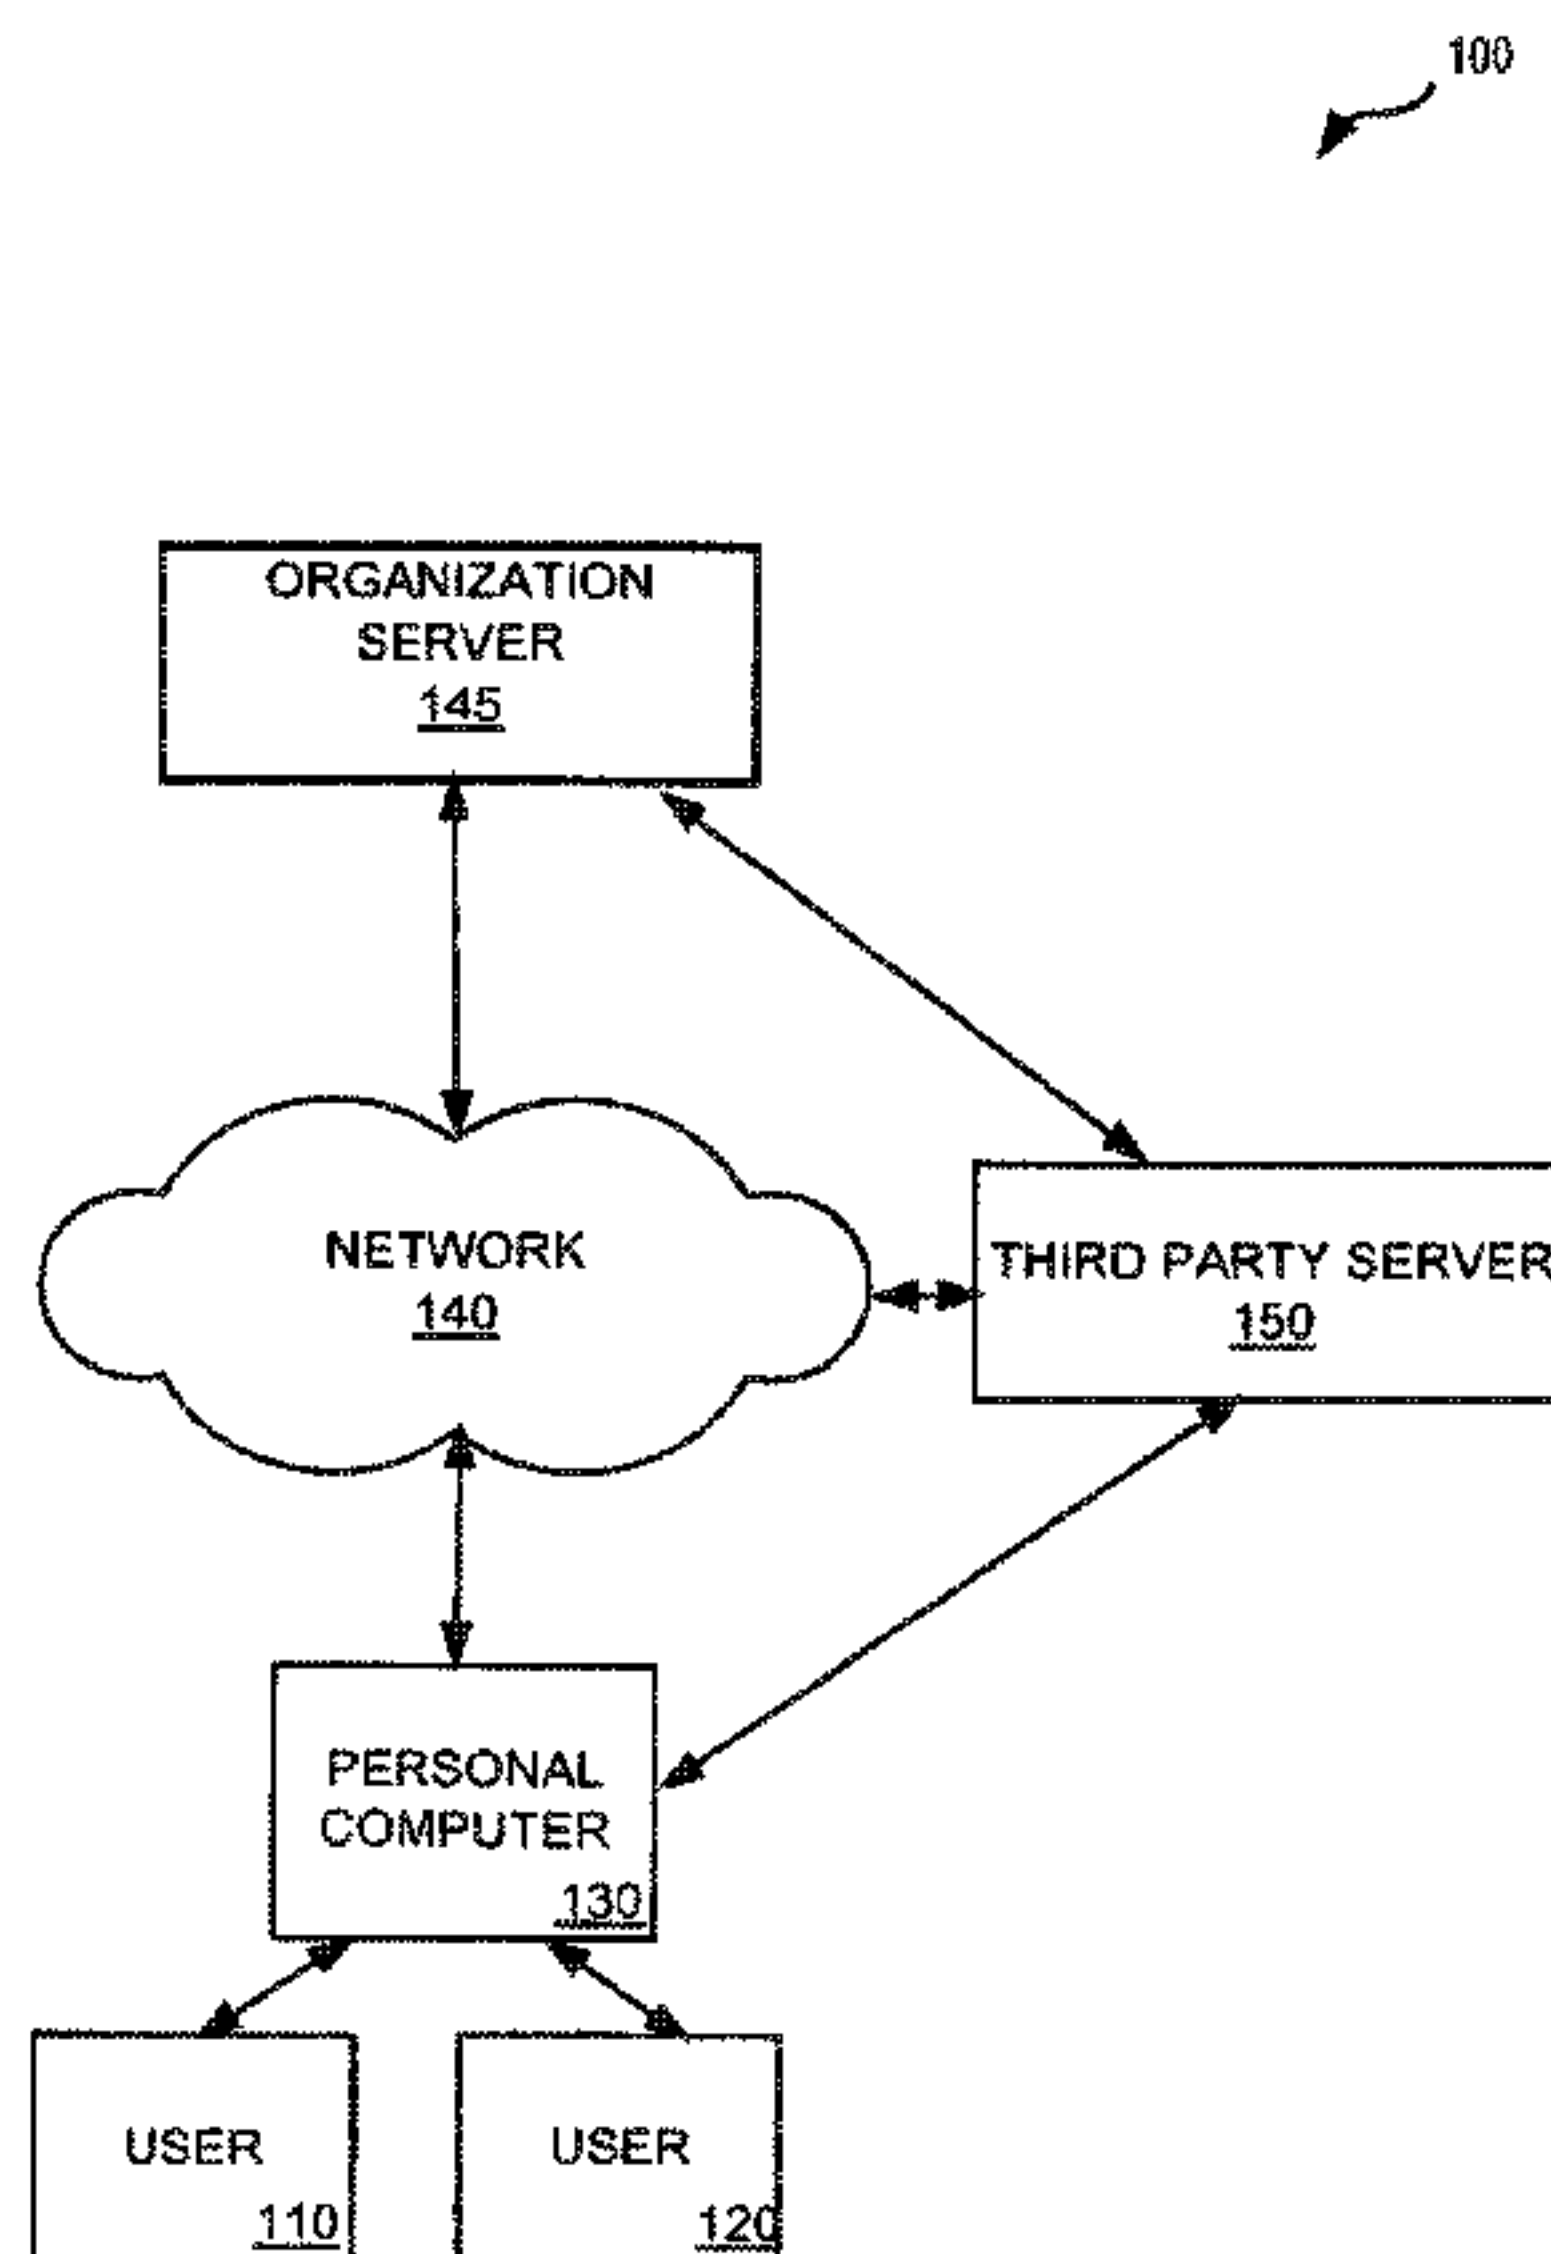 100
ORGANIZATION
SERVER
145
NETWORK
140
THIRD PARTY SERVER
150
PERSONAL
COMPUTER
130
USER
110
USER
120